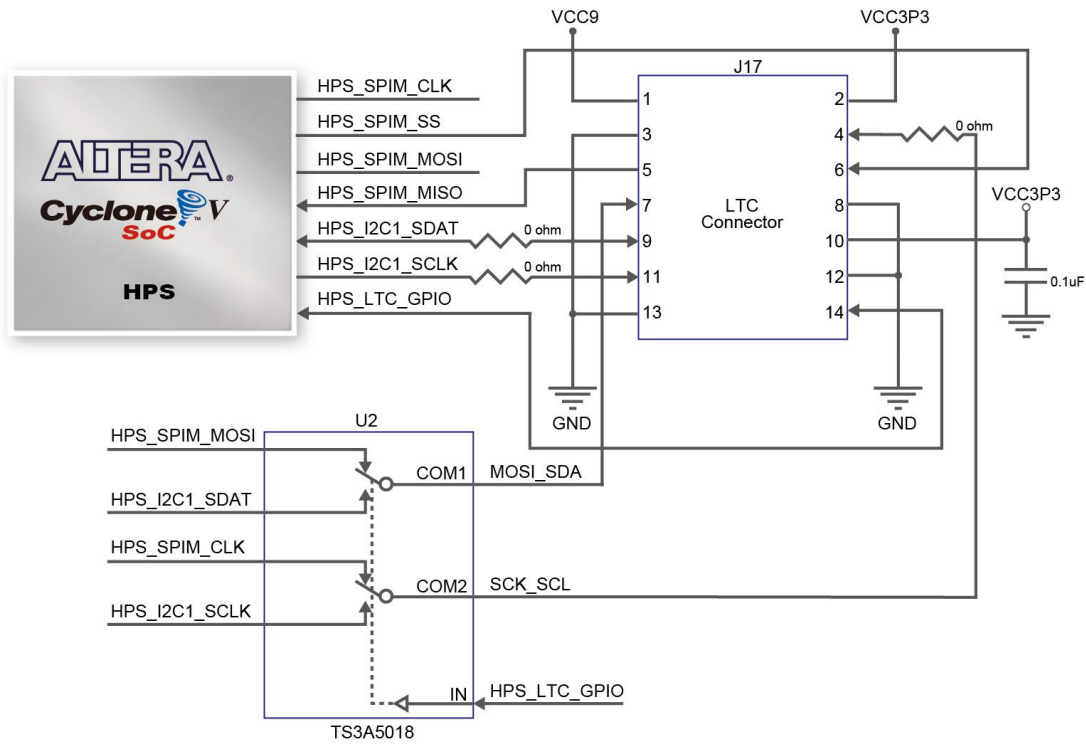 VCC9
VCC3P3
J17
HPS_SPIM_CLK
HPS_SPIM_SS
HPS_SPIM_MOSI
HPS_SPIM_MISO
HPS_I2C1_SDAT
0 ohm
HPS_I2C1_SCLK
0 ohm
HPS_LTC_GPIO
ALTERA®
Cyclone™ V
SoC
HPS
1
2
3
4
0 ohm
5
6
7
8
9
10
11
12
13
14
LTC
Connector
VCC3P3
0.1uF
GND
GND
U2
HPS_SPIM_MOSI
COM1
MOSI_SDA
HPS_I2C1_SDAT
HPS_SPIM_CLK
COM2
SCK_SCL
HPS_I2C1_SCLK
IN
HPS_LTC_GPIO
TS3A5018